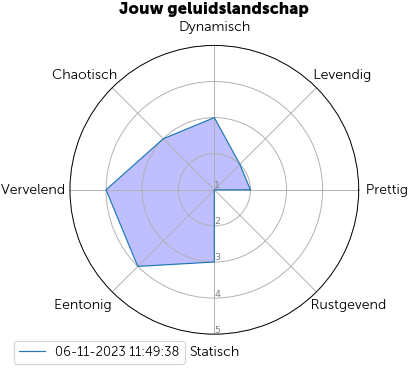 Jouw geluidslandschap
Dynamisch
Chaotisch
Levendig
Vervelend
1
Prettig
2
3
4
Eentonig
Rustgevend
5
06-11-2023 11:49:38
Statisch